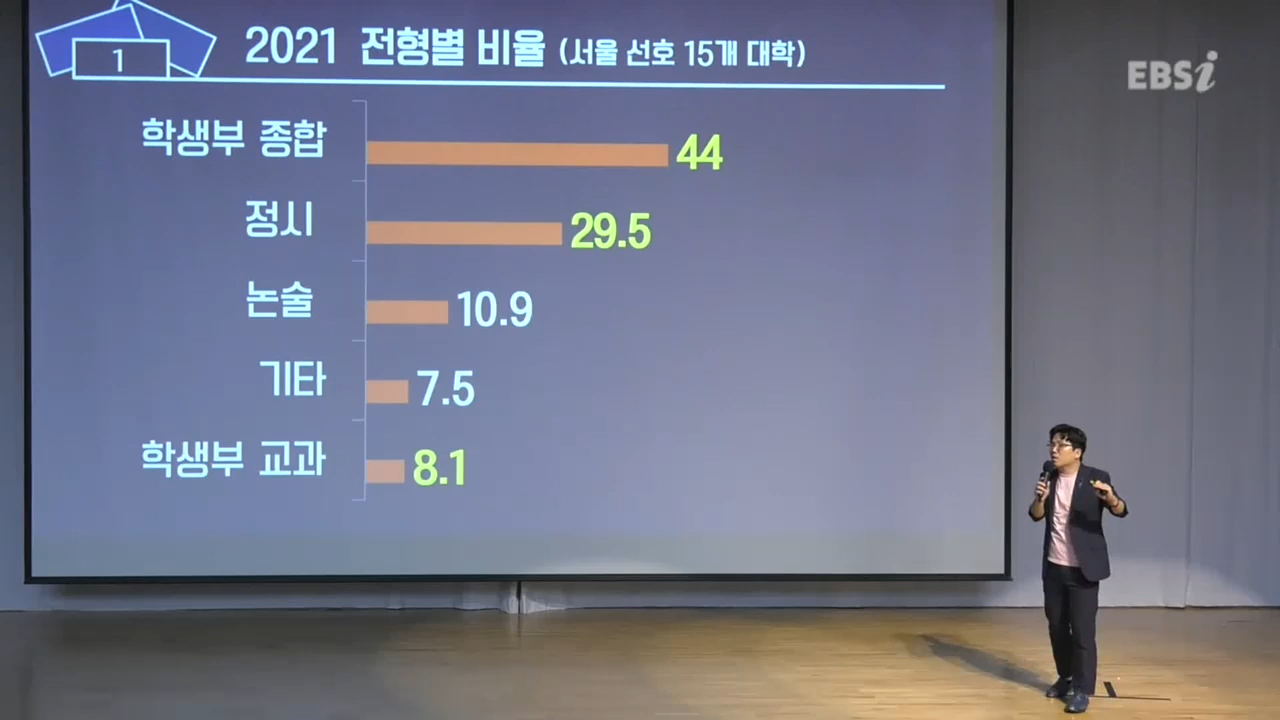 1
2021 전형별 비율 (서울 선호 15개 대학)
EBSi
학생부 종합 44
정시 29.5
논술 10.9
기타 7.5
학생부 교과 8.1